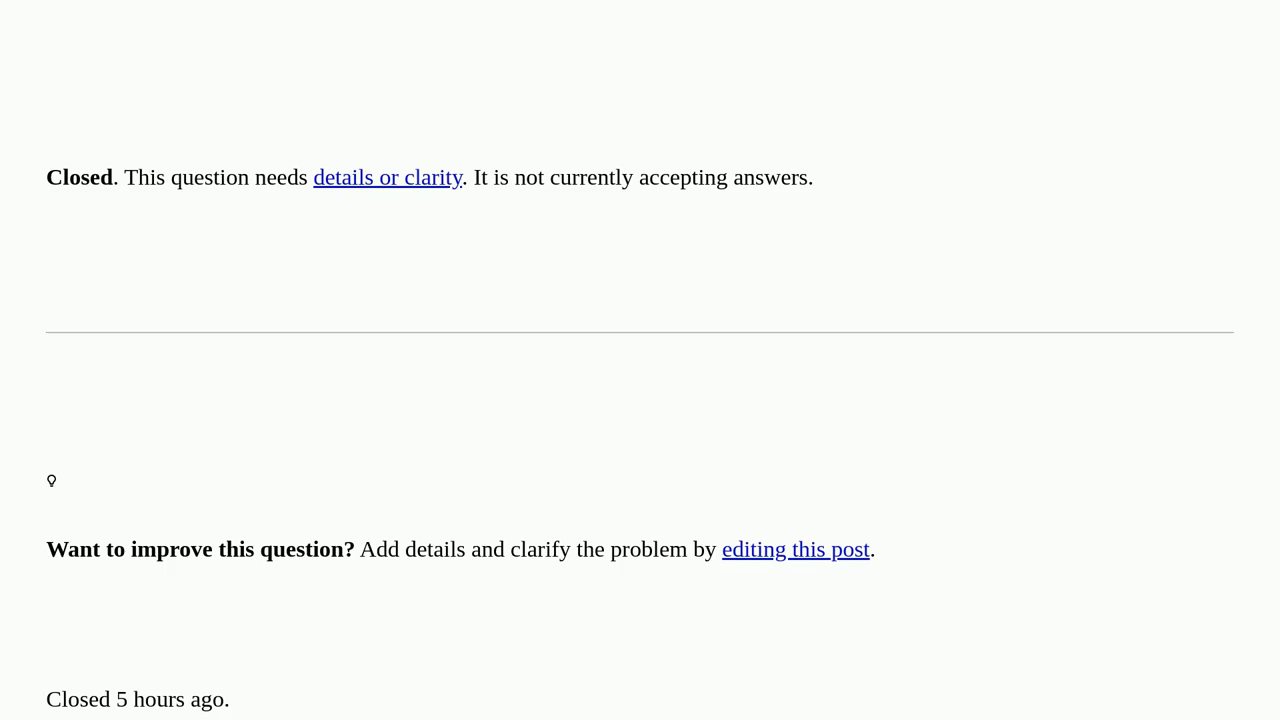 Closed. This question needs details or clarity. It is not currently accepting answers.
Want to improve this question? Add details and clarify the problem by editing this post.
Closed 5 hours ago.